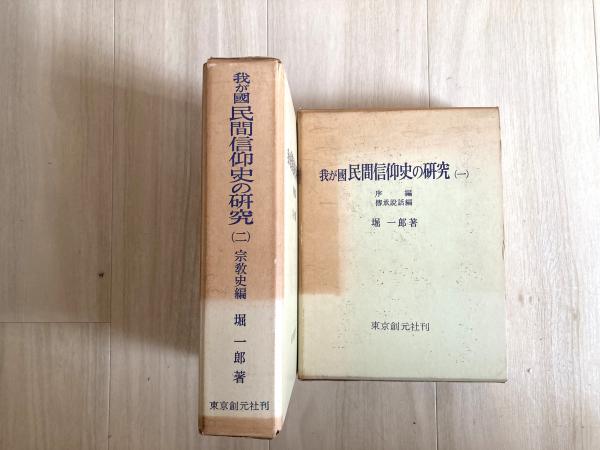 我が國民間信仰史の研究
(二)
宗教史編
堀一郎著
東京創元社刊
我が國民間信仰史の研究(一)
序編
傳承說話編
堀一郎著
東京創元社刊